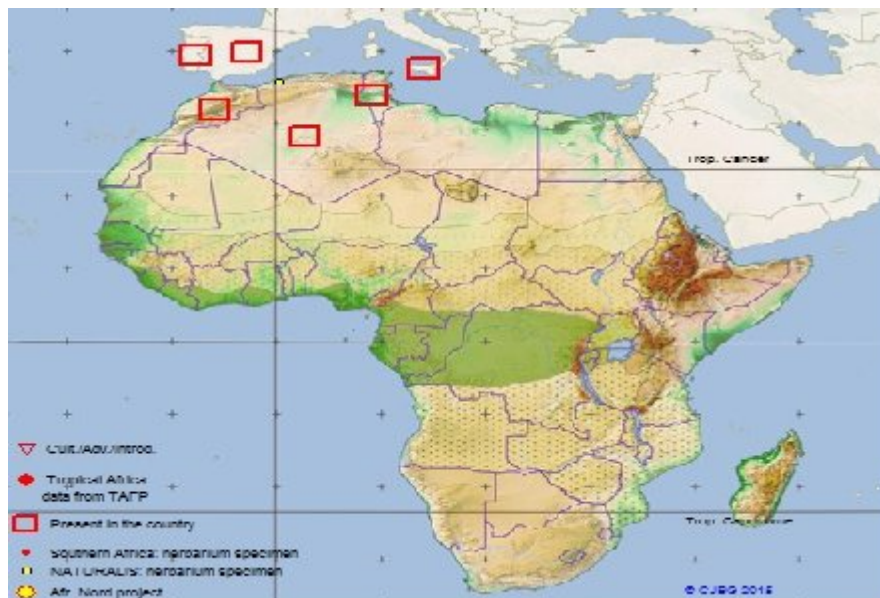 Trop. Cancer
Cult./Adv./Introd.
Tropical Africa
data from TAFP
Present in the country
Southern Africa: herbarium specimen
NATURALIS: herbarium specimen
Afr. Nord project
Trop. Capricorne
© CJBG 2015